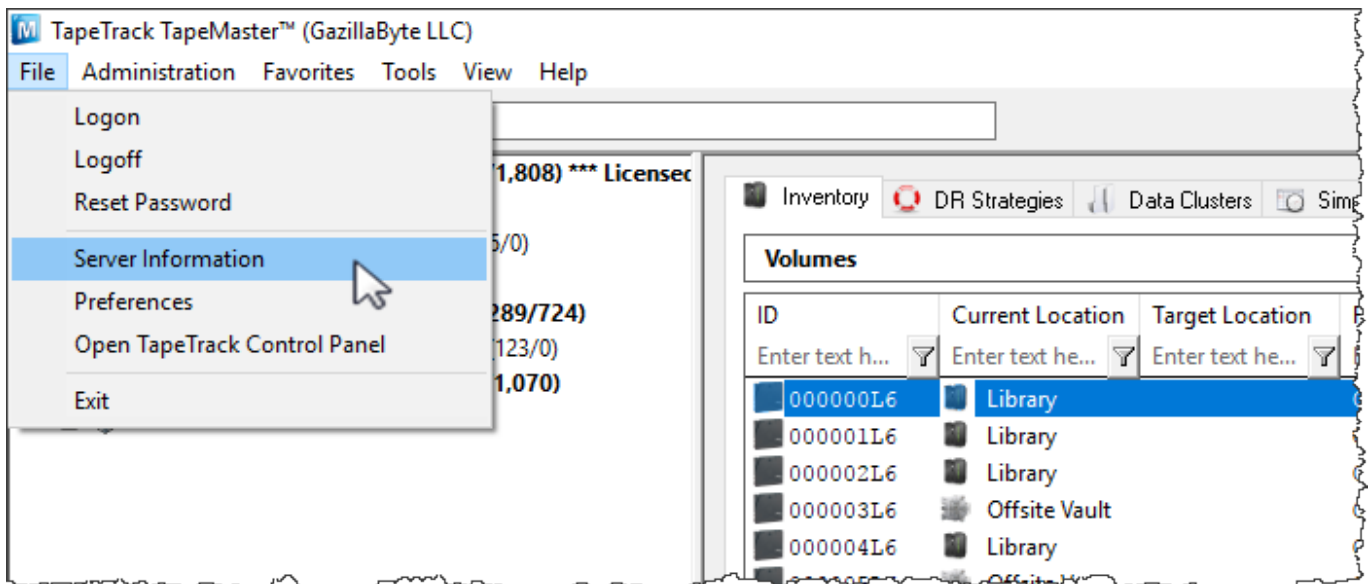 TapeTrack TapeMaster™ (GazillaByte LLC)
File Administration Favorites Tools View Help
Logon
Logoff
Reset Password
Server Information
Preferences
Open TapeTrack Control Panel
Exit
1,808) *** Licensed
/0)
289/724)
(123/0)
1,070)
Inventory DR Strategies Data Clusters
Volumes
ID Current Location Target Location
Enter text h... Enter text he... Enter text he...
000000L6 Library
000001L6 Library
000002L6 Library
000003L6 Offsite Vault
000004L6 Library